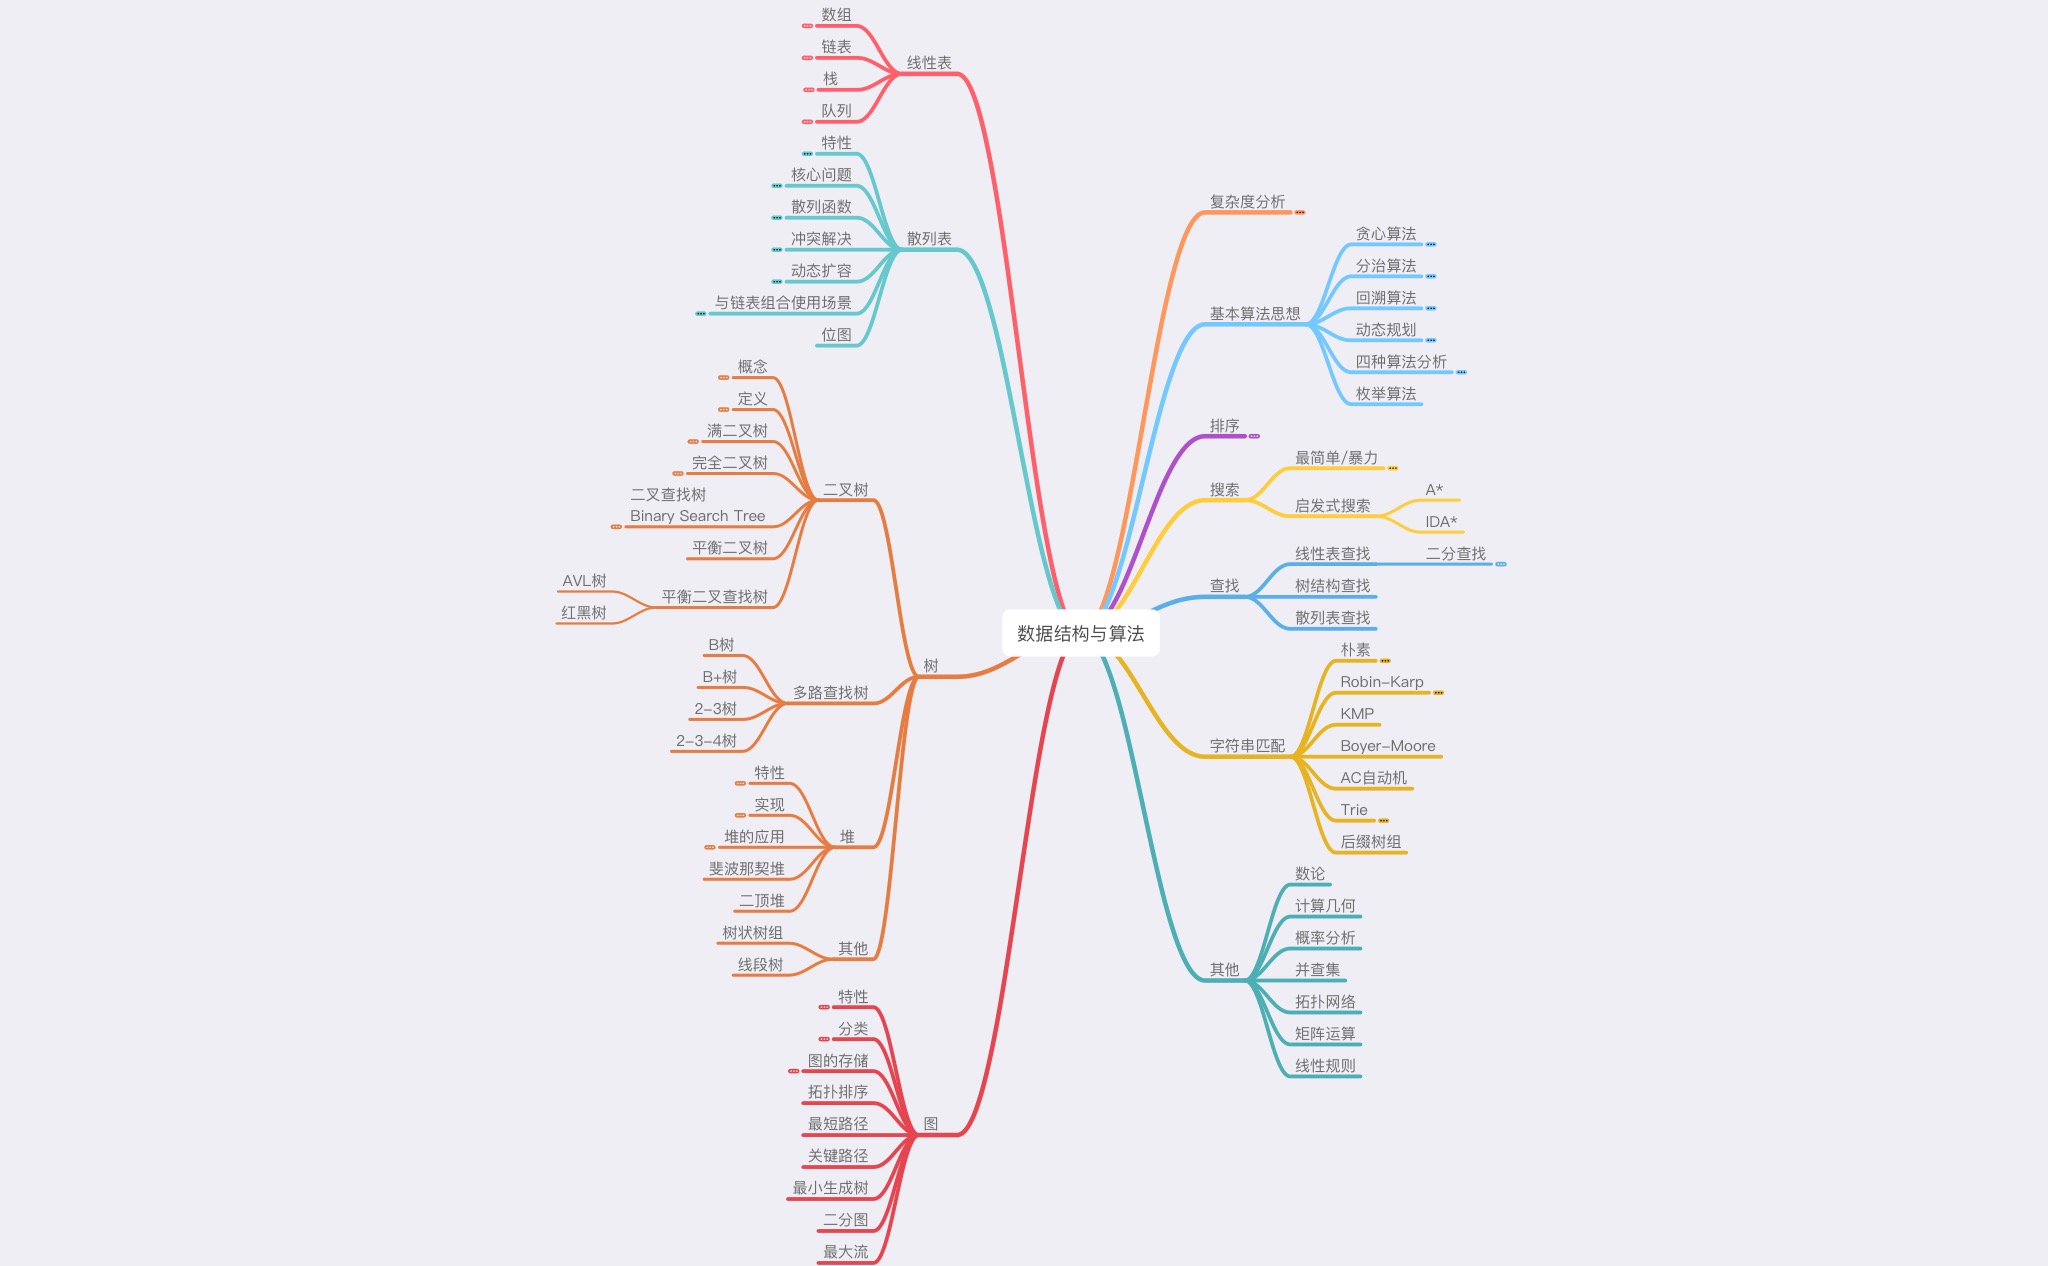 数据结构与算法
线性表
数组
链表
栈
队列
散列表
特性
核心问题
散列函数
冲突解决
动态扩容
与链表组合使用场景
位图
树
二叉树
概念
定义
满二叉树
完全二叉树
二叉查找树
Binary Search Tree
平衡二叉树
平衡二叉查找树
AVL树
红黑树
多路查找树
B树
B+树
2-3树
2-3-4树
堆
特性
实现
堆的应用
斐波那契堆
二顶堆
其他
树状树组
线段树
图
特性
分类
图的存储
拓扑排序
最短路径
关键路径
最小生成树
二分图
最大流
复杂度分析
基本算法思想
贪心算法
分治算法
回溯算法
动态规划
四种算法分析
枚举算法
排序
搜索
最简单/暴力
启发式搜索
A*
IDA*
查找
线性表查找
二分查找
树结构查找
散列表查找
字符串匹配
朴素
Robin-Karp
KMP
Boyer-Moore
AC自动机
Trie
后缀树组
其他
数论
计算几何
概率分析
并查集
拓扑网络
矩阵运算
线性规则